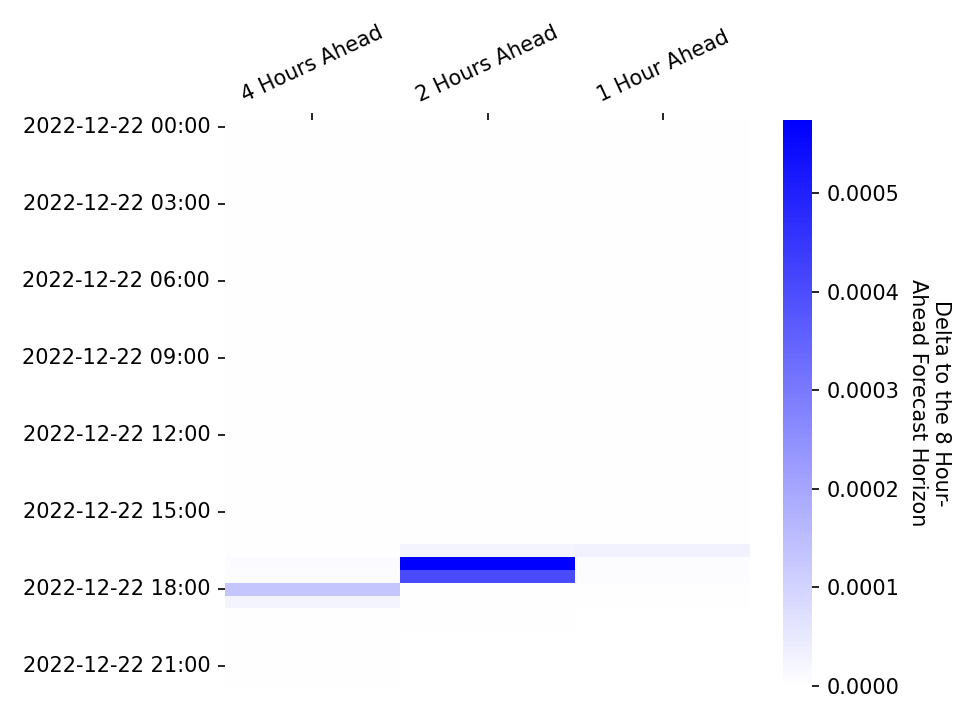 4 Hours Ahead
2 Hours Ahead
1 Hour Ahead
2022-12-22 00:00
2022-12-22 03:00
2022-12-22 06:00
2022-12-22 09:00
2022-12-22 12:00
2022-12-22 15:00
2022-12-22 18:00
2022-12-22 21:00
0.0005
0.0004
0.0003
0.0002
0.0001
0.0000
Delta to the 8 Hour-
Ahead Forecast Horizon